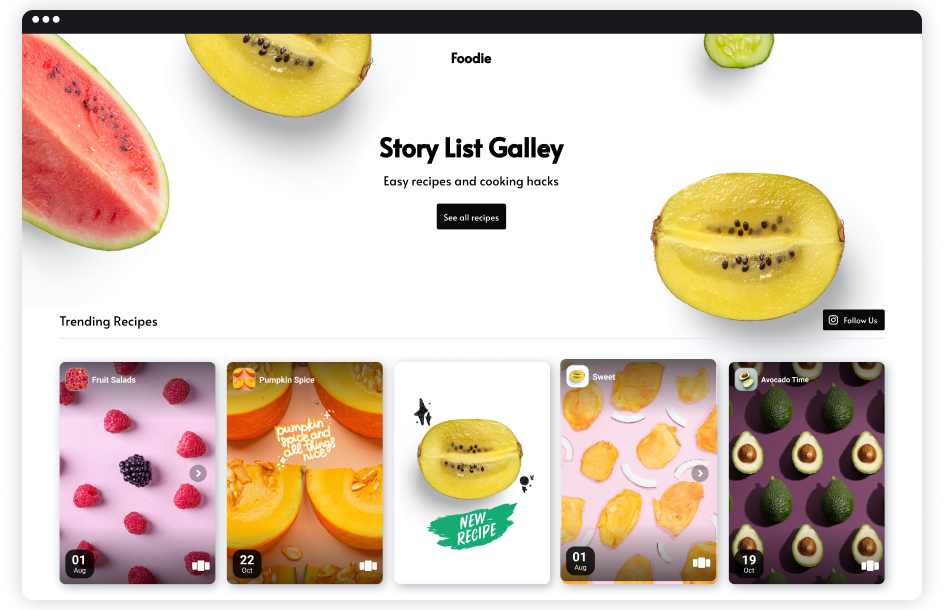 Foodie
Story List Galley
Easy recipes and cooking hacks
See all recipes
Trending Recipes
Follow Us
Fruit Salads
01
Aug
Pumpkin Spice
pumpkin
spice and
all things
nice
22
Oct
NEW
RECIPE
Sweet
01
Aug
Avocado Time
19
Oct